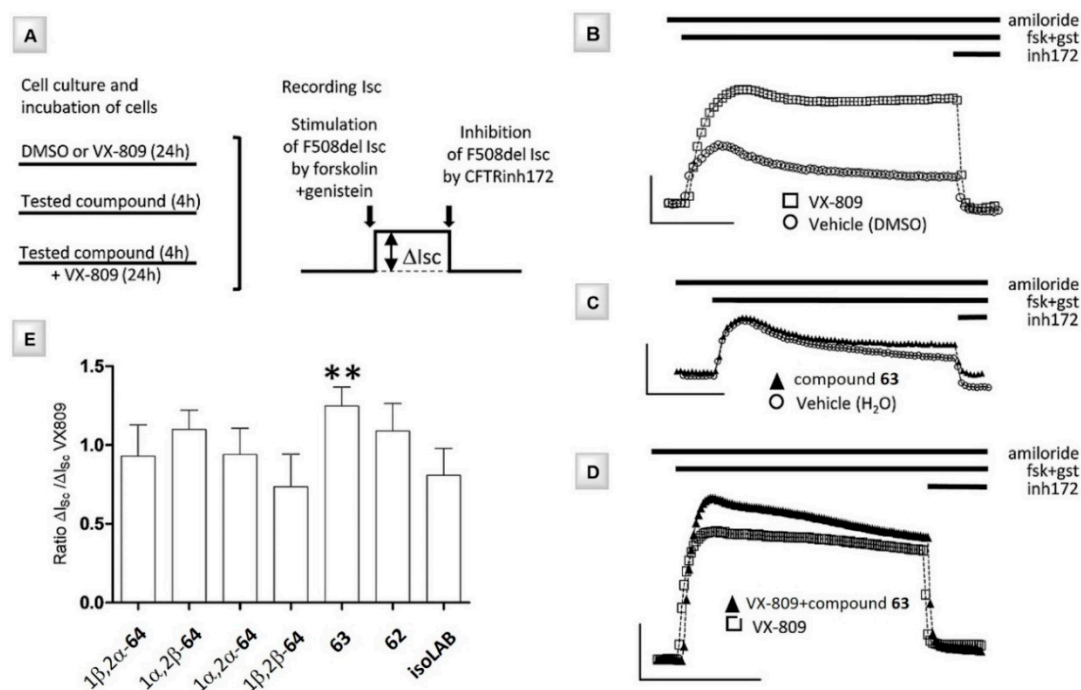 A
Cell culture and
incubation of cells
DMSO or VX-809 (24h)
Tested coumpound (4h)
Tested compound (4h)
+ VX-809 (24h)
Recording Isc
Stimulation
of F508del Isc
by forskolin
+genistein
Inhibition
of F508del Isc
by CFTRinh172
ΔIsc
B
amiloride
fsk+gst
inh172
VX-809
Vehicle (DMSO)
C
amiloride
fsk+gst
inh172
compound 63
Vehicle (H₂O)
D
amiloride
fsk+gst
inh172
VX-809+compound 63
VX-809
E
Ratio ΔISc /ΔISc VX809
1.5
1.0
0.5
0.0
**
1β,2α-64
1α,2β-64
1α,2α-64
1β,2β-64
63
62
isoLAB